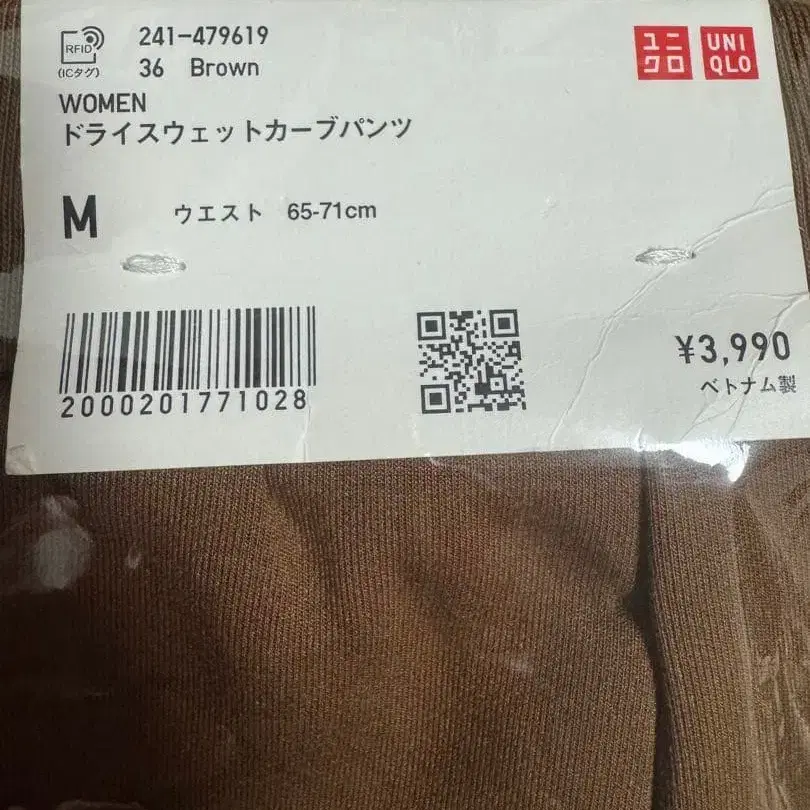 RFID
(ICタグ)
241-479619
36 Brown
ユニ
クロ
UNI
QLO
WOMEN
ドライスウェットカーブパンツ
M ウエスト 65-71cm
2000201771028
¥3,990
ベトナム製